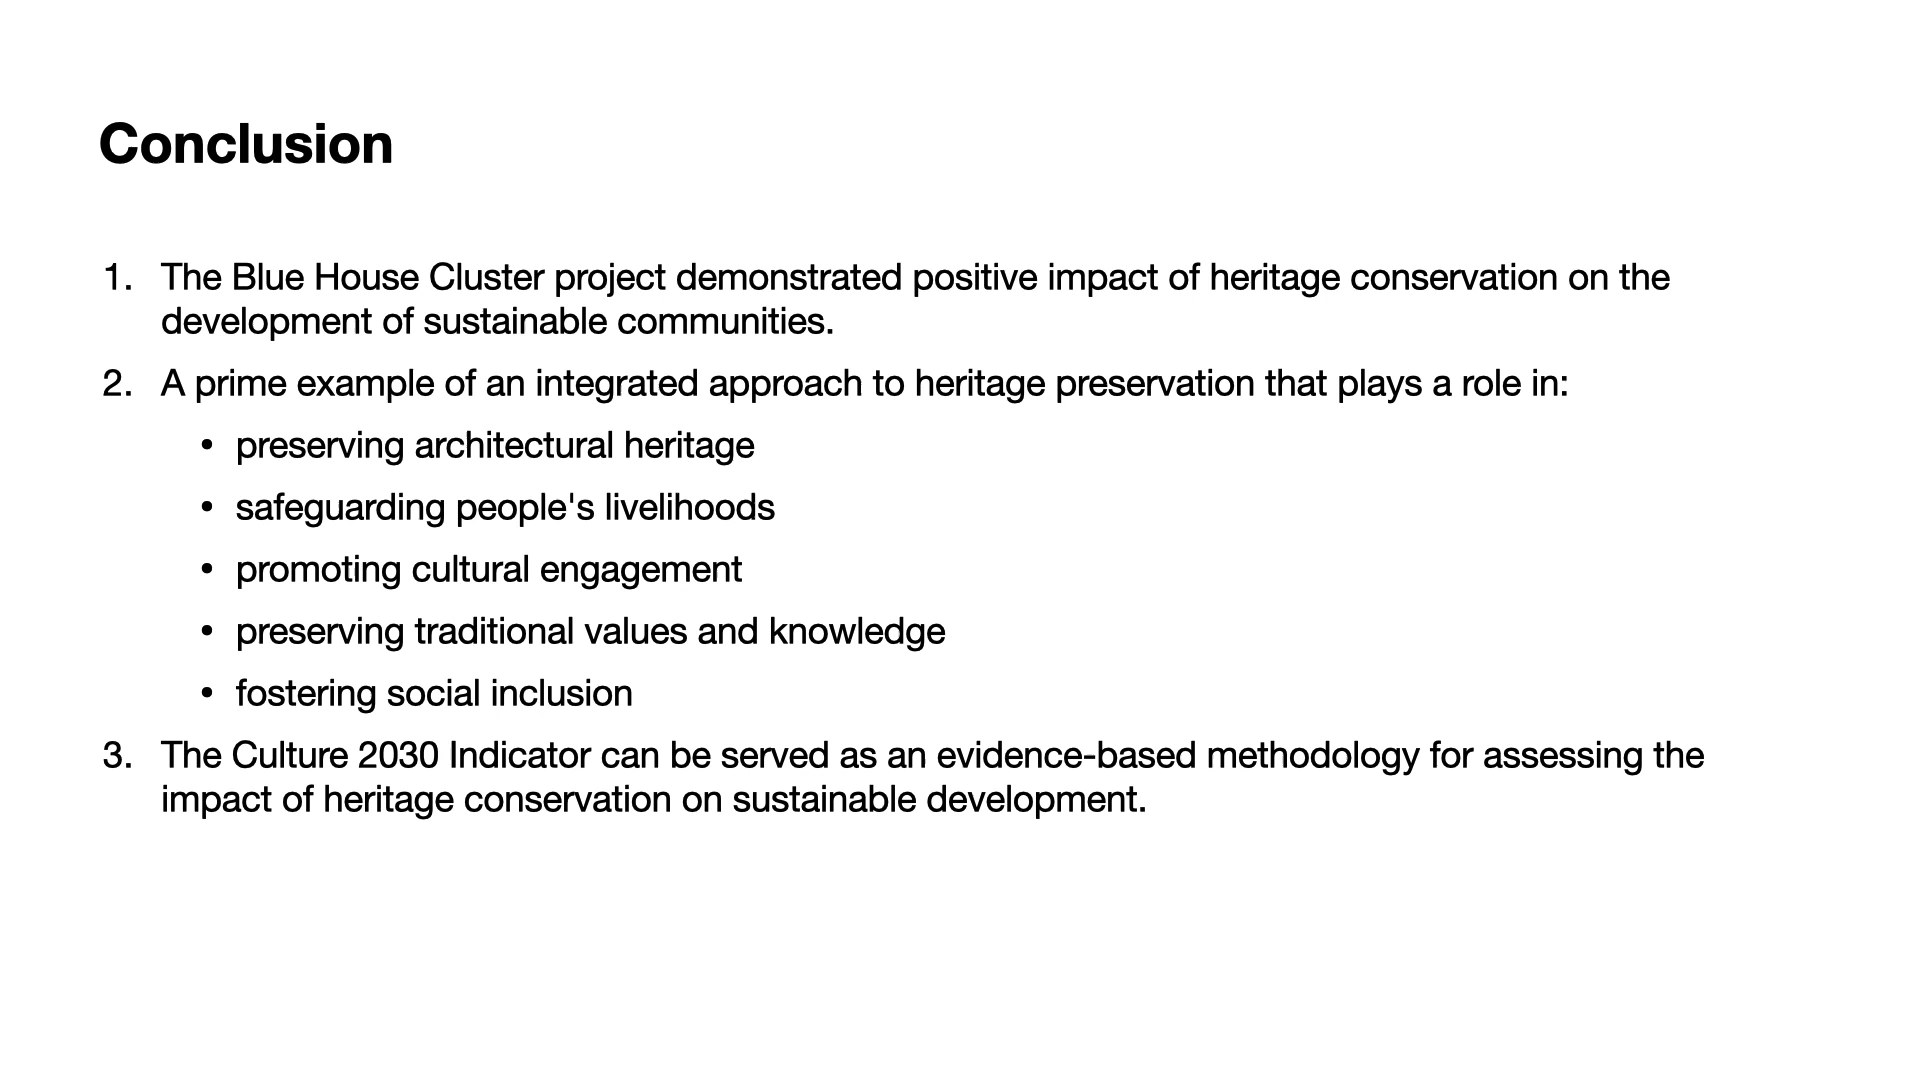 Conclusion
1. The Blue House Cluster project demonstrated positive impact of heritage conservation on the
development of sustainable communities.
2. A prime example of an integrated approach to heritage preservation that plays a role in:
• preserving architectural heritage
• safeguarding people's livelihoods
• promoting cultural engagement
• preserving traditional values and knowledge
• fostering social inclusion
3. The Culture 2030 Indicator can be served as an evidence-based methodology for assessing the
impact of heritage conservation on sustainable development.